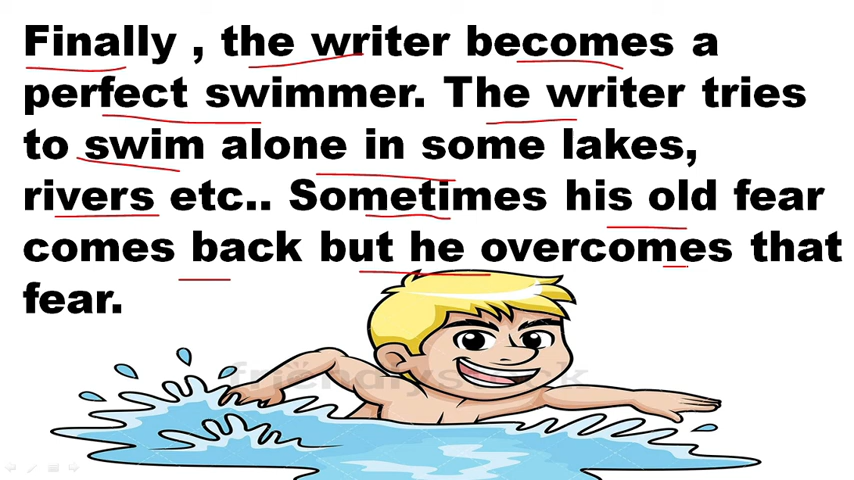 Finally , the writer becomes a
perfect swimmer. The writer tries
to swim alone in some lakes,
rivers etc.. Sometimes his old fear
comes back but he overcomes that
fear.